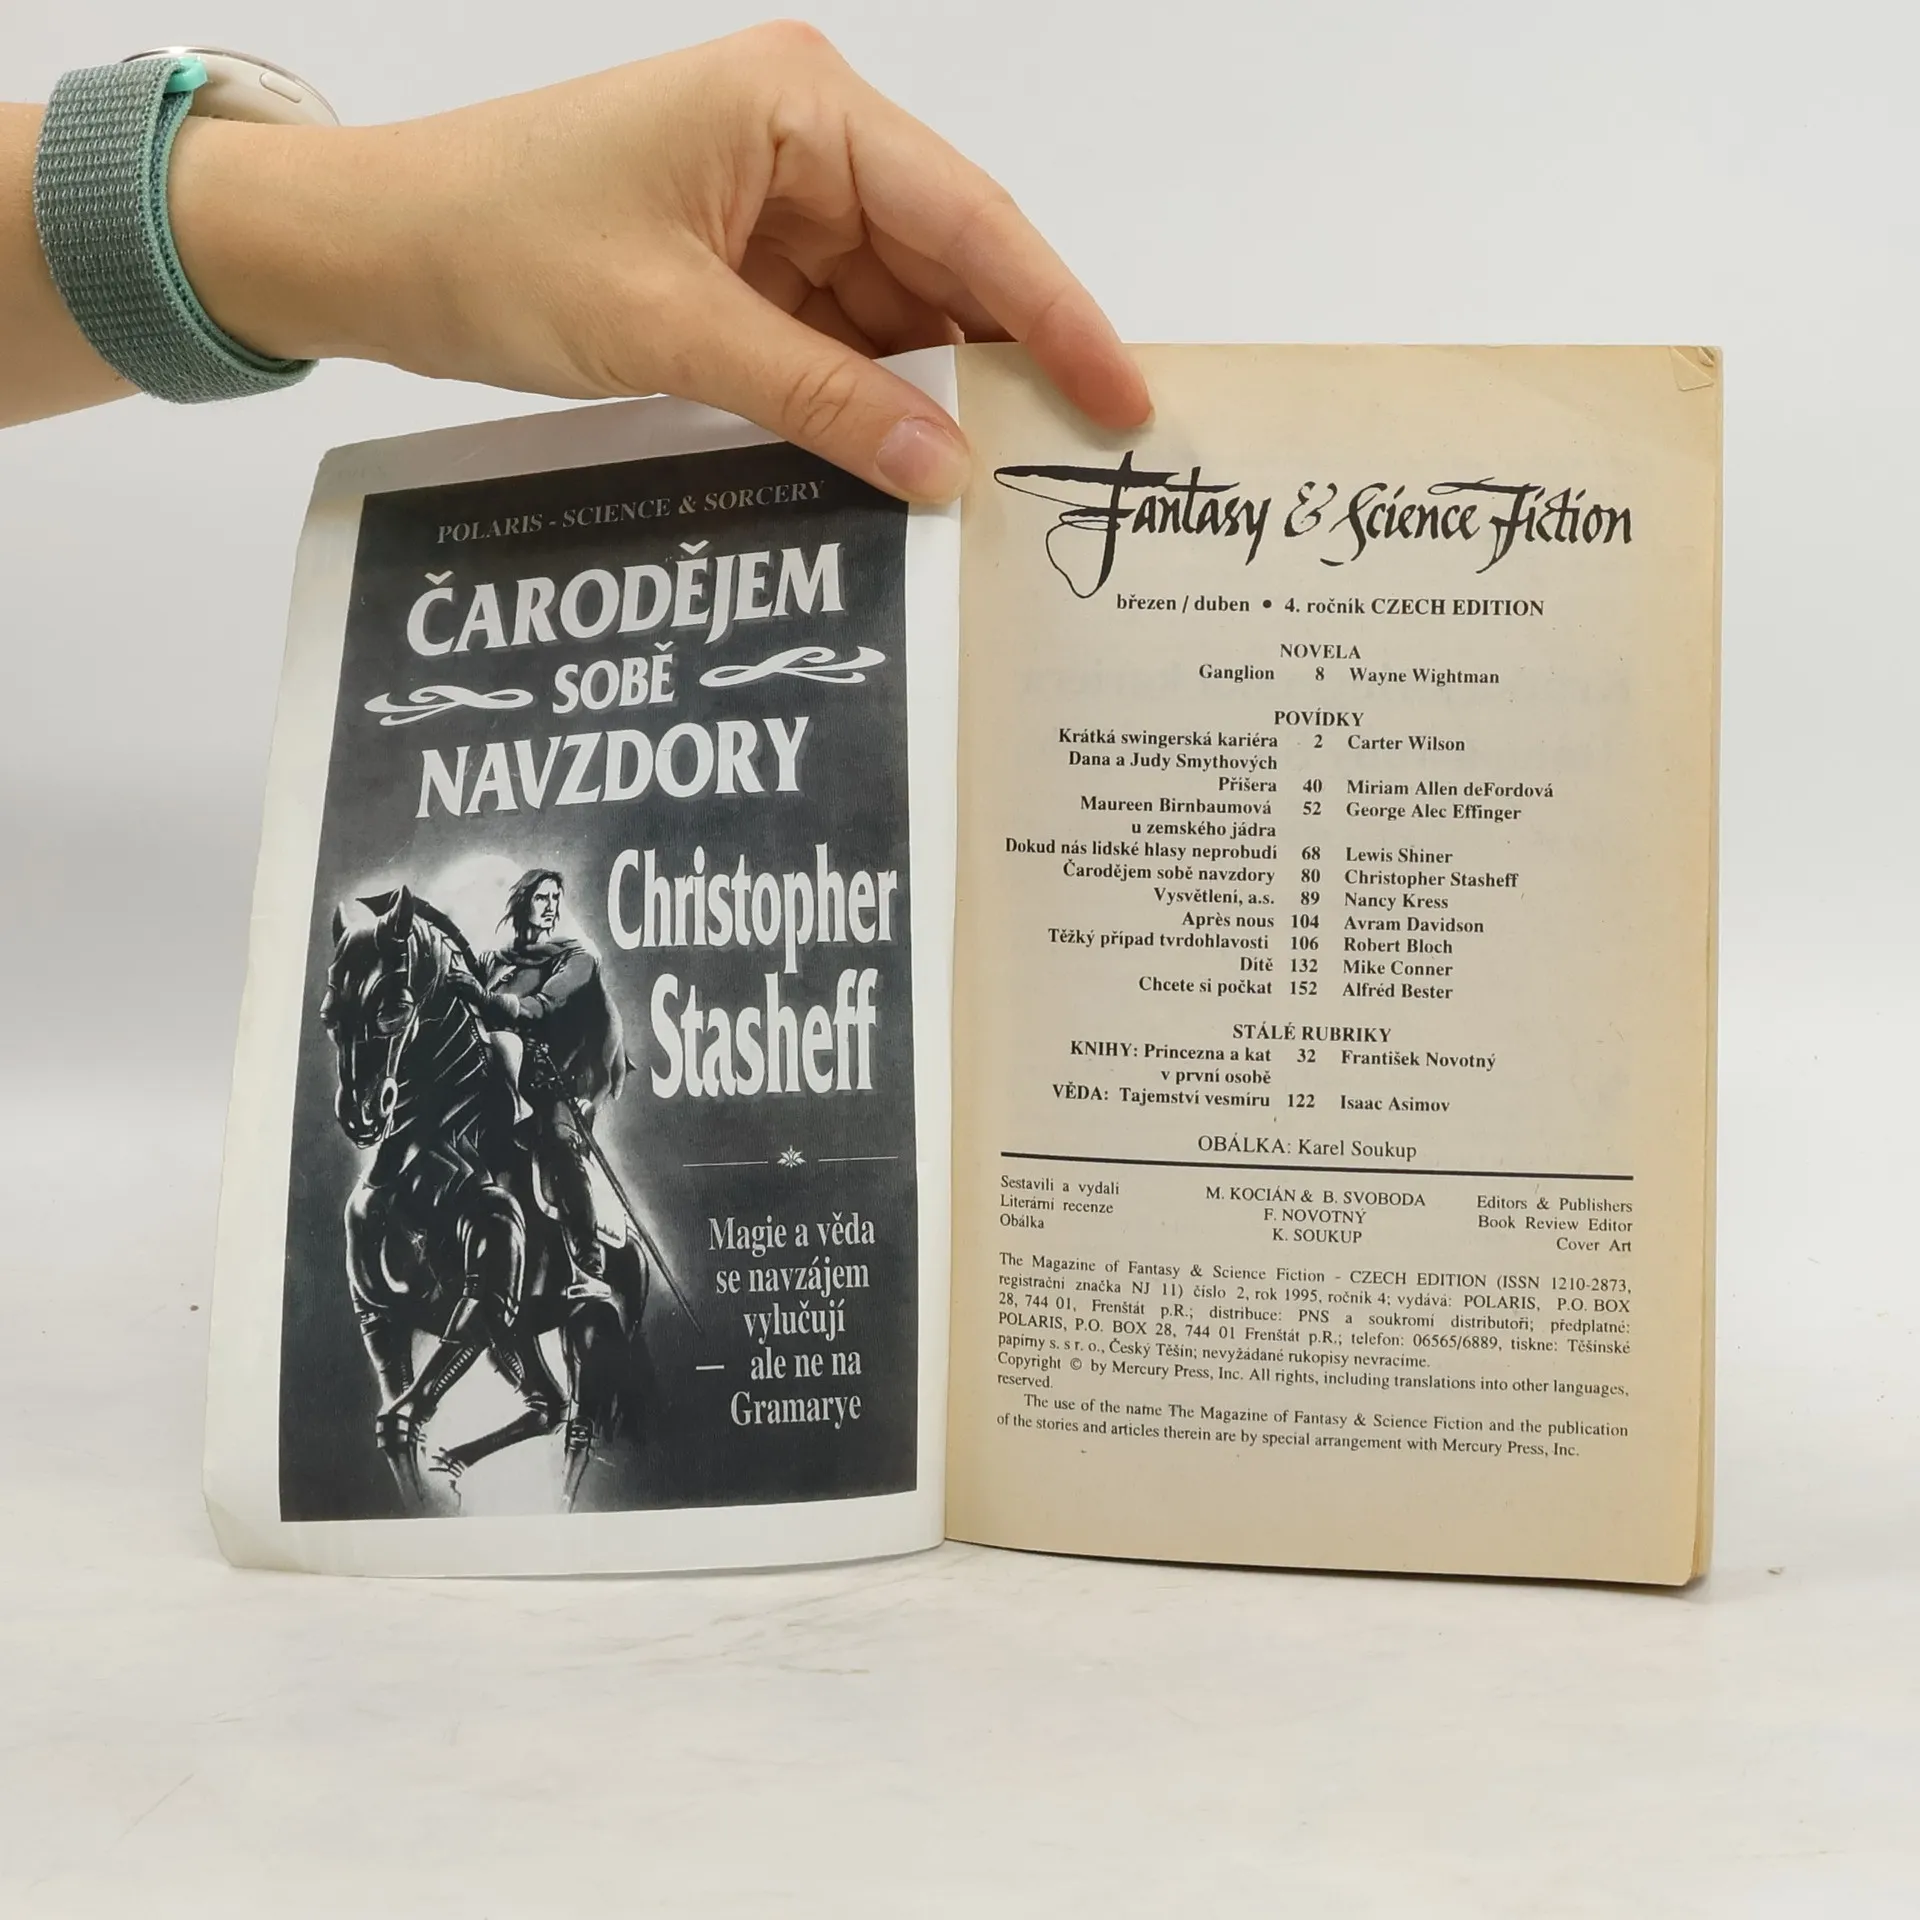 POLARIS - SCIENCE & SORCERY
ČARODĚJEM
SOBĚ
NAVZDORY
Christopher
Stasheff
Magie a věda
se navzájem
vylučují
— ale ne na
Gramarye
Fantasy & Science Fiction
březen / duben • 4. ročník CZECH EDITION
NOVELA
Ganglion 8 Wayne Wightman
POVÍDKY
Krátká swingerská kariéra 2 Carter Wilson
Dana a Judy Smythových
Příšera 40 Miriam Allen deFordová
Maureen Birnbaumová 52 George Alec Effinger
u zemského jádra
Dokud nás lidské hlasy neprobudí 68 Lewis Shiner
Čarodějem sobě navzdory 80 Christopher Stasheff
Vysvětlení, a.s. 89 Nancy Kress
Après nous 104 Avram Davidson
Těžký případ tvrdohlavosti 106 Robert Bloch
Dítě 132 Mike Conner
Chcete si počkat 152 Alfréd Bester
STÁLÉ RUBRIKY
KNIHY: Princezna a kat 32 František Novotný
v první osobě
VĚDA: Tajemství vesmíru 122 Isaac Asimov
OBÁLKA: Karel Soukup
Sestavili a vydali M. KOCIÁN & B. SVOBODA Editors & Publishers
Literární recenze F. NOVOTNÝ Book Review Editor
Obálka K. SOUKUP Cover Art
The Magazine of Fantasy & Science Fiction - CZECH EDITION (ISSN 1210-2873,
registrační značka NJ 11) číslo 2, rok 1995, ročník 4; vydává: POLARIS, P.O. BOX
28, 744 01, Frenštát p.R.; distribuce: PNS a soukromí distributoři; předplatné:
POLARIS, P.O. BOX 28, 744 01 Frenštát p.R.; telefon: 06565/6889, tiskne: Těšínské
papírny s. s r. o., Český Těšín; nevyžádané rukopisy nevracíme.
Copyright © by Mercury Press, Inc. All rights, including translations into other languages,
reserved.
The use of the name The Magazine of Fantasy & Science Fiction and the publication
of the stories and articles therein are by special arrangement with Mercury Press, Inc.